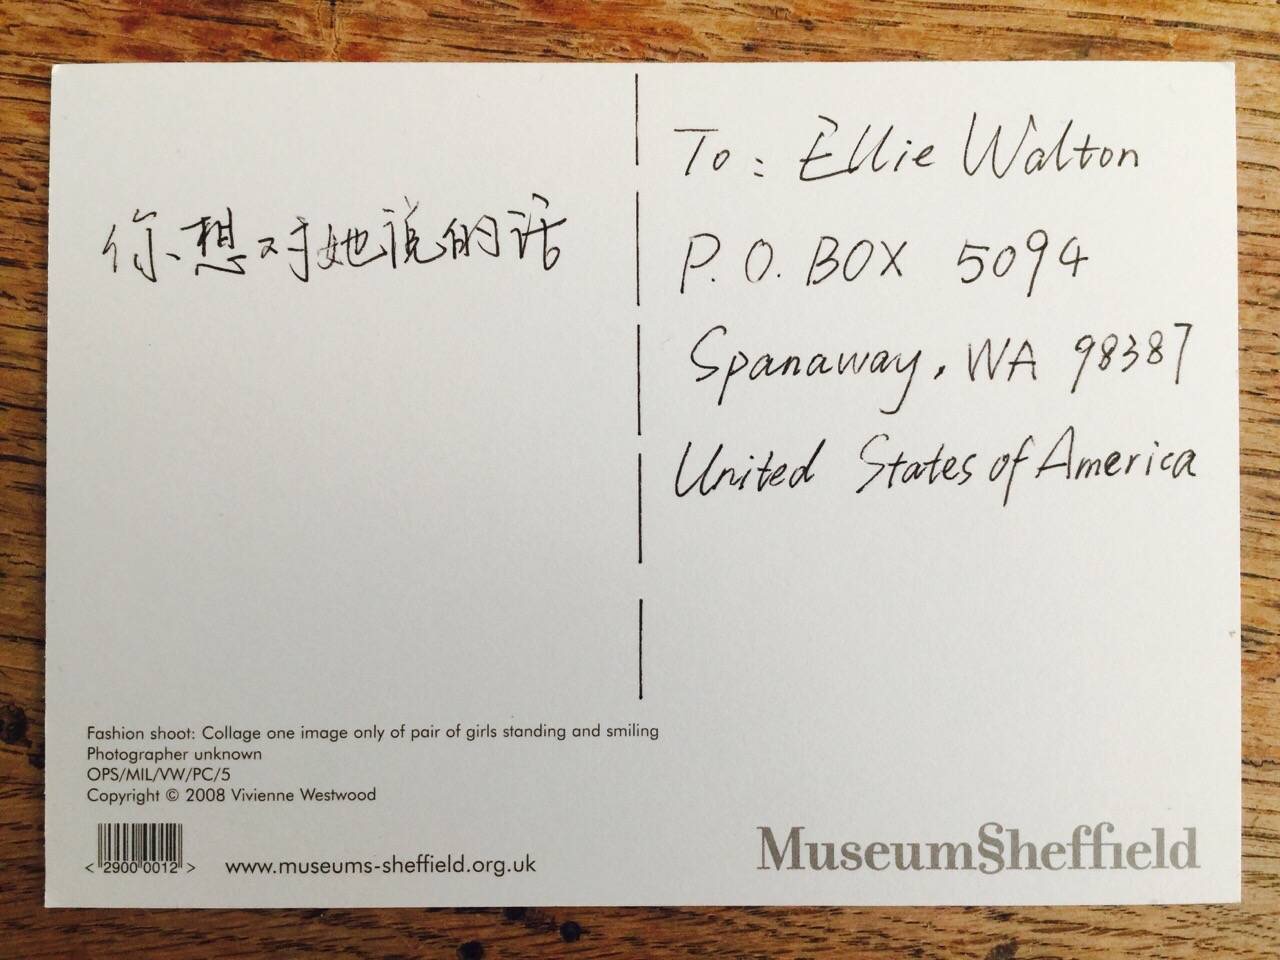 你想对她说的话
To: Ellie Walton
P.O. BOX 5094
Spanaway, WA 98387
United States of America
Fashion shoot: Collage one image only of pair of girls standing and smiling
Photographer unknown
OPS/MIL/VW/PC/5
Copyright © 2008 Vivienne Westwood
< 2900 0012 >
www.museums-sheffield.org.uk
Museum§heffield